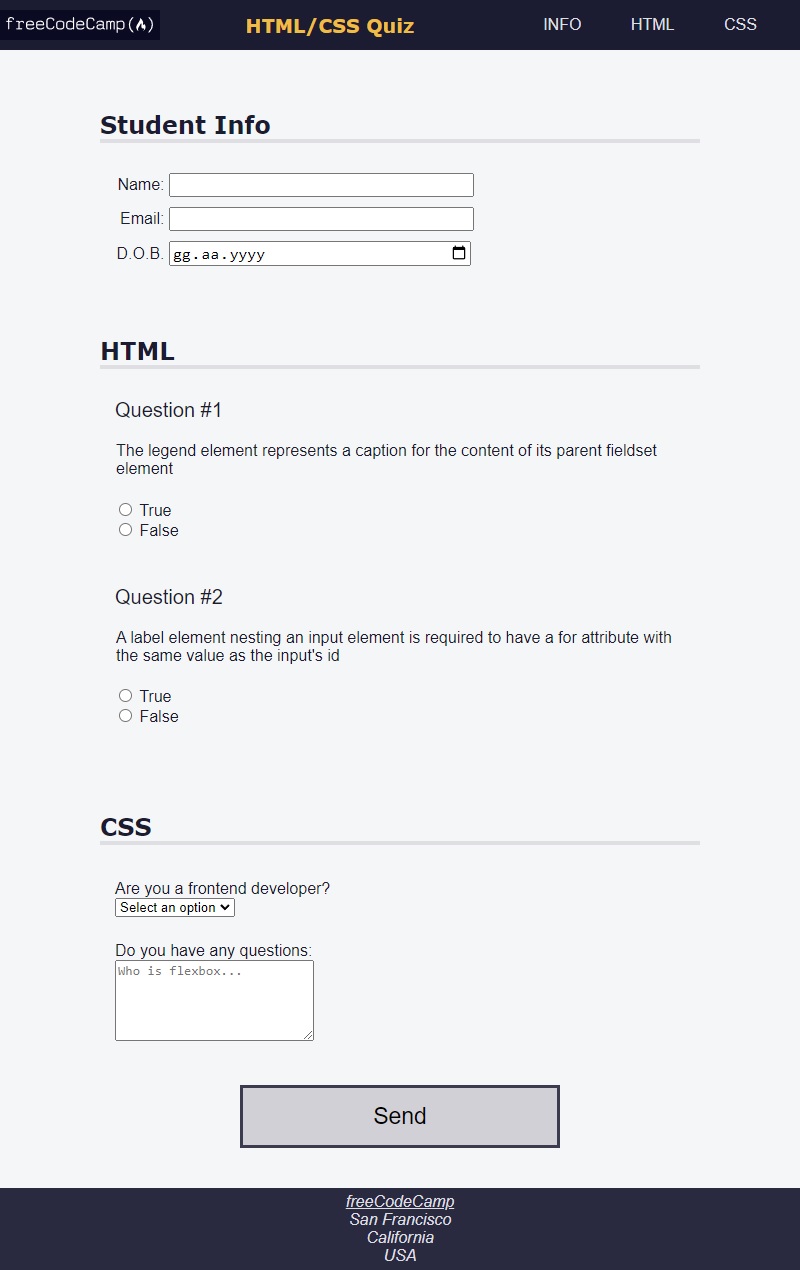 freeCodeCamp
HTML/CSS Quiz
INFO
HTML
CSS
Student Info
Name:
Email:
D.O.B.
gg.aa.yyyy
HTML
Question #1
The legend element represents a caption for the content of its parent fieldset
element
True
False
Question #2
A label element nesting an input element is required to have a for attribute with
the same value as the input's id
True
False
CSS
Are you a frontend developer?
Select an option
Do you have any questions:
Who is flexbox...
Send
freeCodeCamp
San Francisco
California
USA